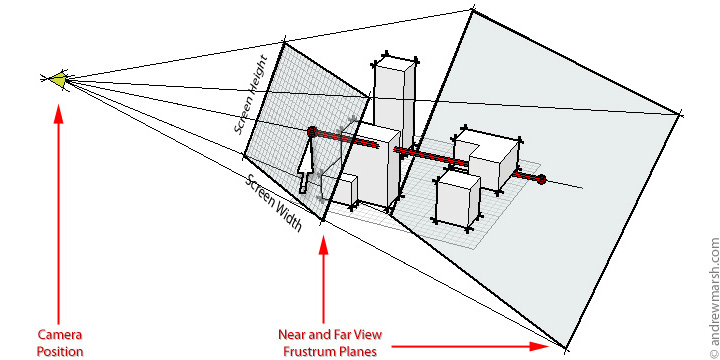 Screen Height
Screen Width
Camera
Position
Near and Far View
Frustrum Planes
© andrewmarsh.com